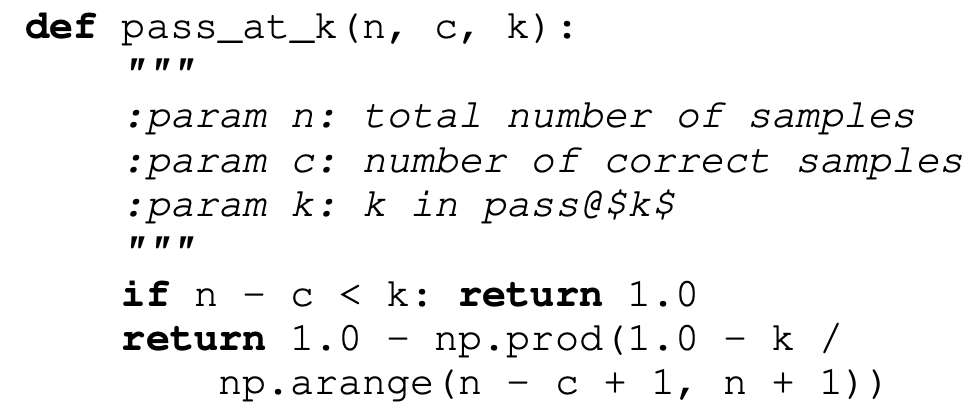 def pass_at_k(n, c, k):
"""
:param n: total number of samples
:param c: number of correct samples
:param k: k in pass@$k$
"""
if n - c < k: return 1.0
return 1.0 - np.prod(1.0 - k /
np.arange(n - c + 1, n + 1))